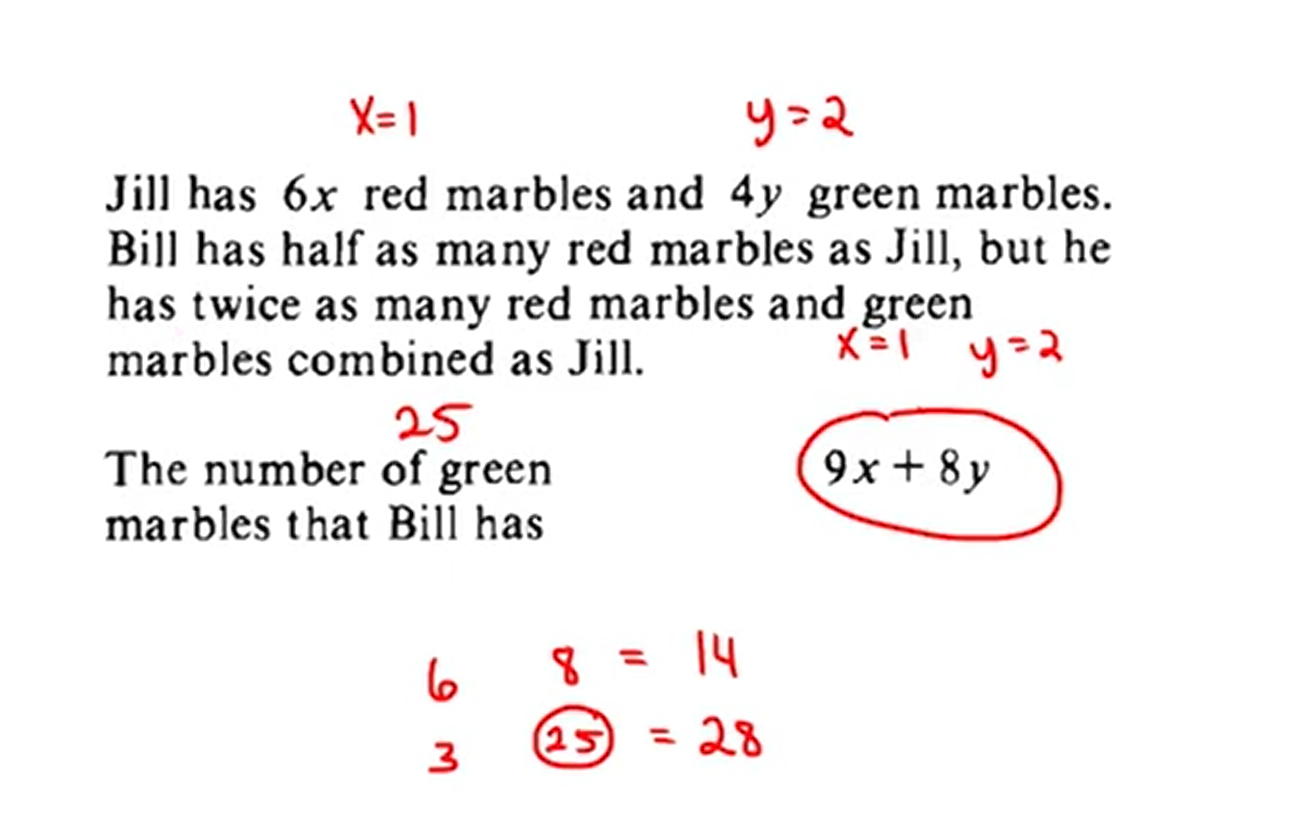 x=1 y=2
Jill has 6x red marbles and 4y green marbles.
Bill has half as many red marbles as Jill, but he
has twice as many red marbles and green
marbles combined as Jill.
x=1 y=2
25
The number of green
marbles that Bill has
9x + 8y
6 8 = 14
3 25 = 28